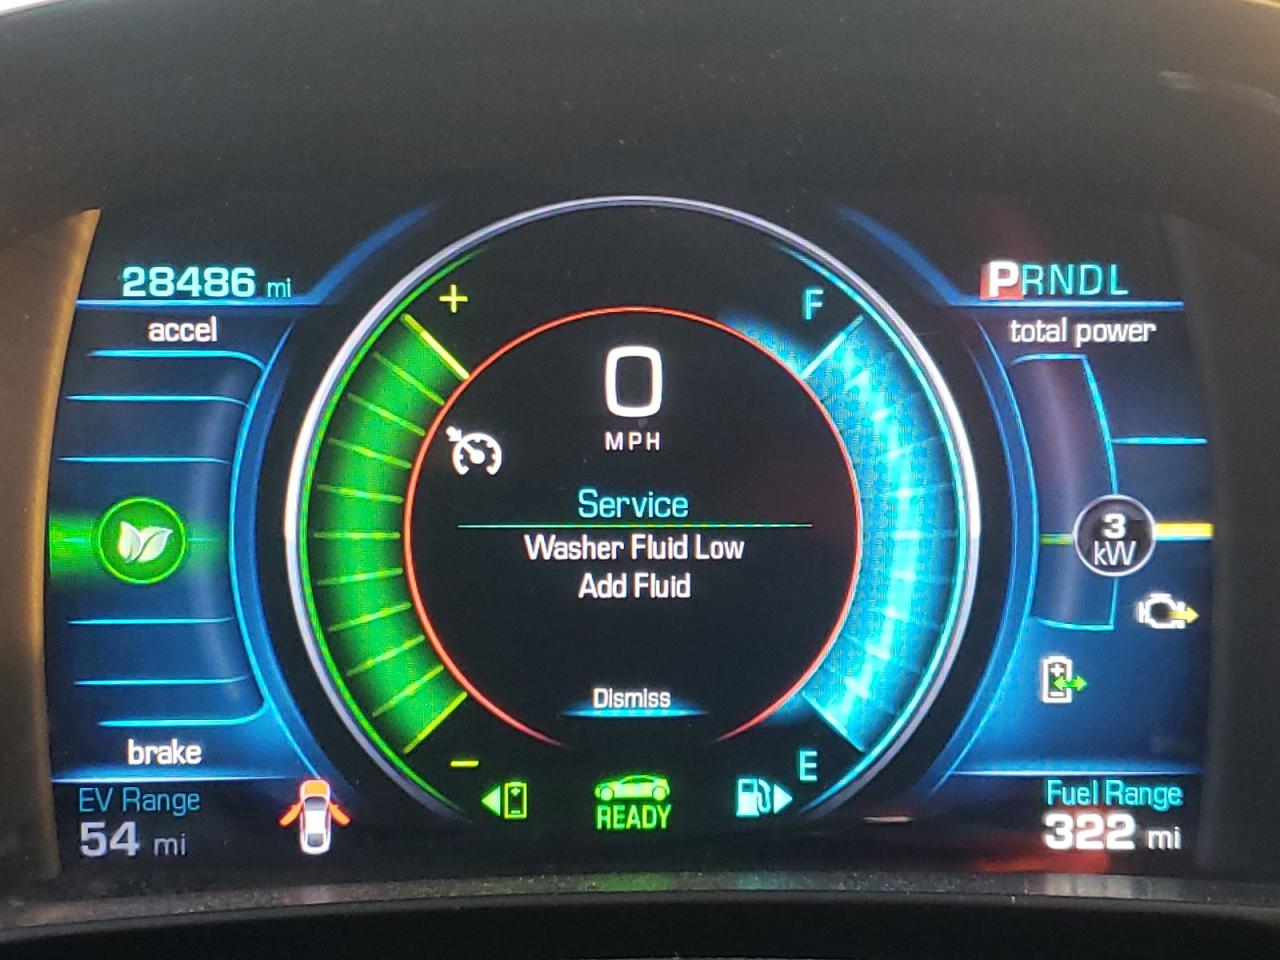 28486 mi
PRNDL
accel
total power
+
F
0
MPH
Service
Washer Fluid Low
Add Fluid
3
kW
Dismiss
brake
−
E
EV Range
54 mi
READY
Fuel Range
322 mi